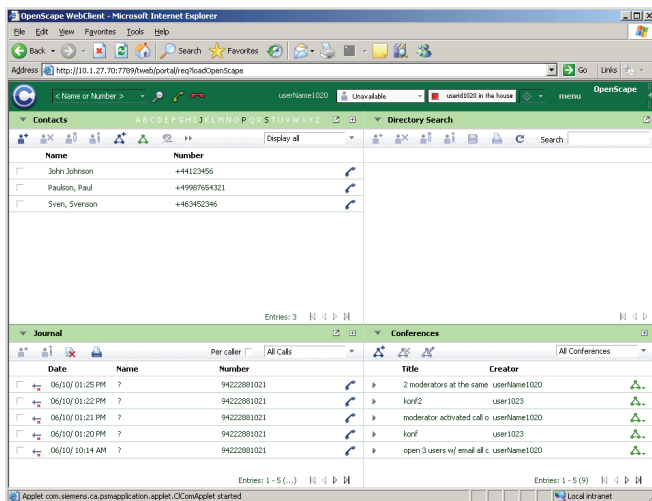 OpenScape WebClient - Microsoft Internet Explorer
File Edit View Favorites Tools Help
Back Search Favorites
Address http://10.1.27.70:7789/tweb/portal/req?loadOpenScape Go Links
< Name or Number > userName1020 Unavailable userid1020 in the house menu OpenScape
Contacts A B C D E F G H I J K L M N O P Q R S T U V W X Y Z
Directory Search
Display all
Search
Name Number
John Johnson +44123456
Paulson, Paul +49987654321
Sven, Svenson +463452346
Entries: 3
Journal
Conferences
Per caller All Calls
All Conferences
Date Name Number
Title Creator
06/10/ 01:25 PM ? 94222881021
2 moderators at the same userName1020
06/10/ 01:22 PM ? 94222881021
konf2 user1023
06/10/ 01:21 PM ? 94222881021
moderator activated call o userName1020
06/10/ 01:20 PM ? 94222881021
konf user1023
06/10/ 10:14 AM ? 94222881021
open 3 users w/ email all c userName1020
Entries: 1 - 5 (...)
Entries: 1 - 5 (9)
Applet com.siemens.ca.psmapplication.applet.CIComApplet started
Local intranet